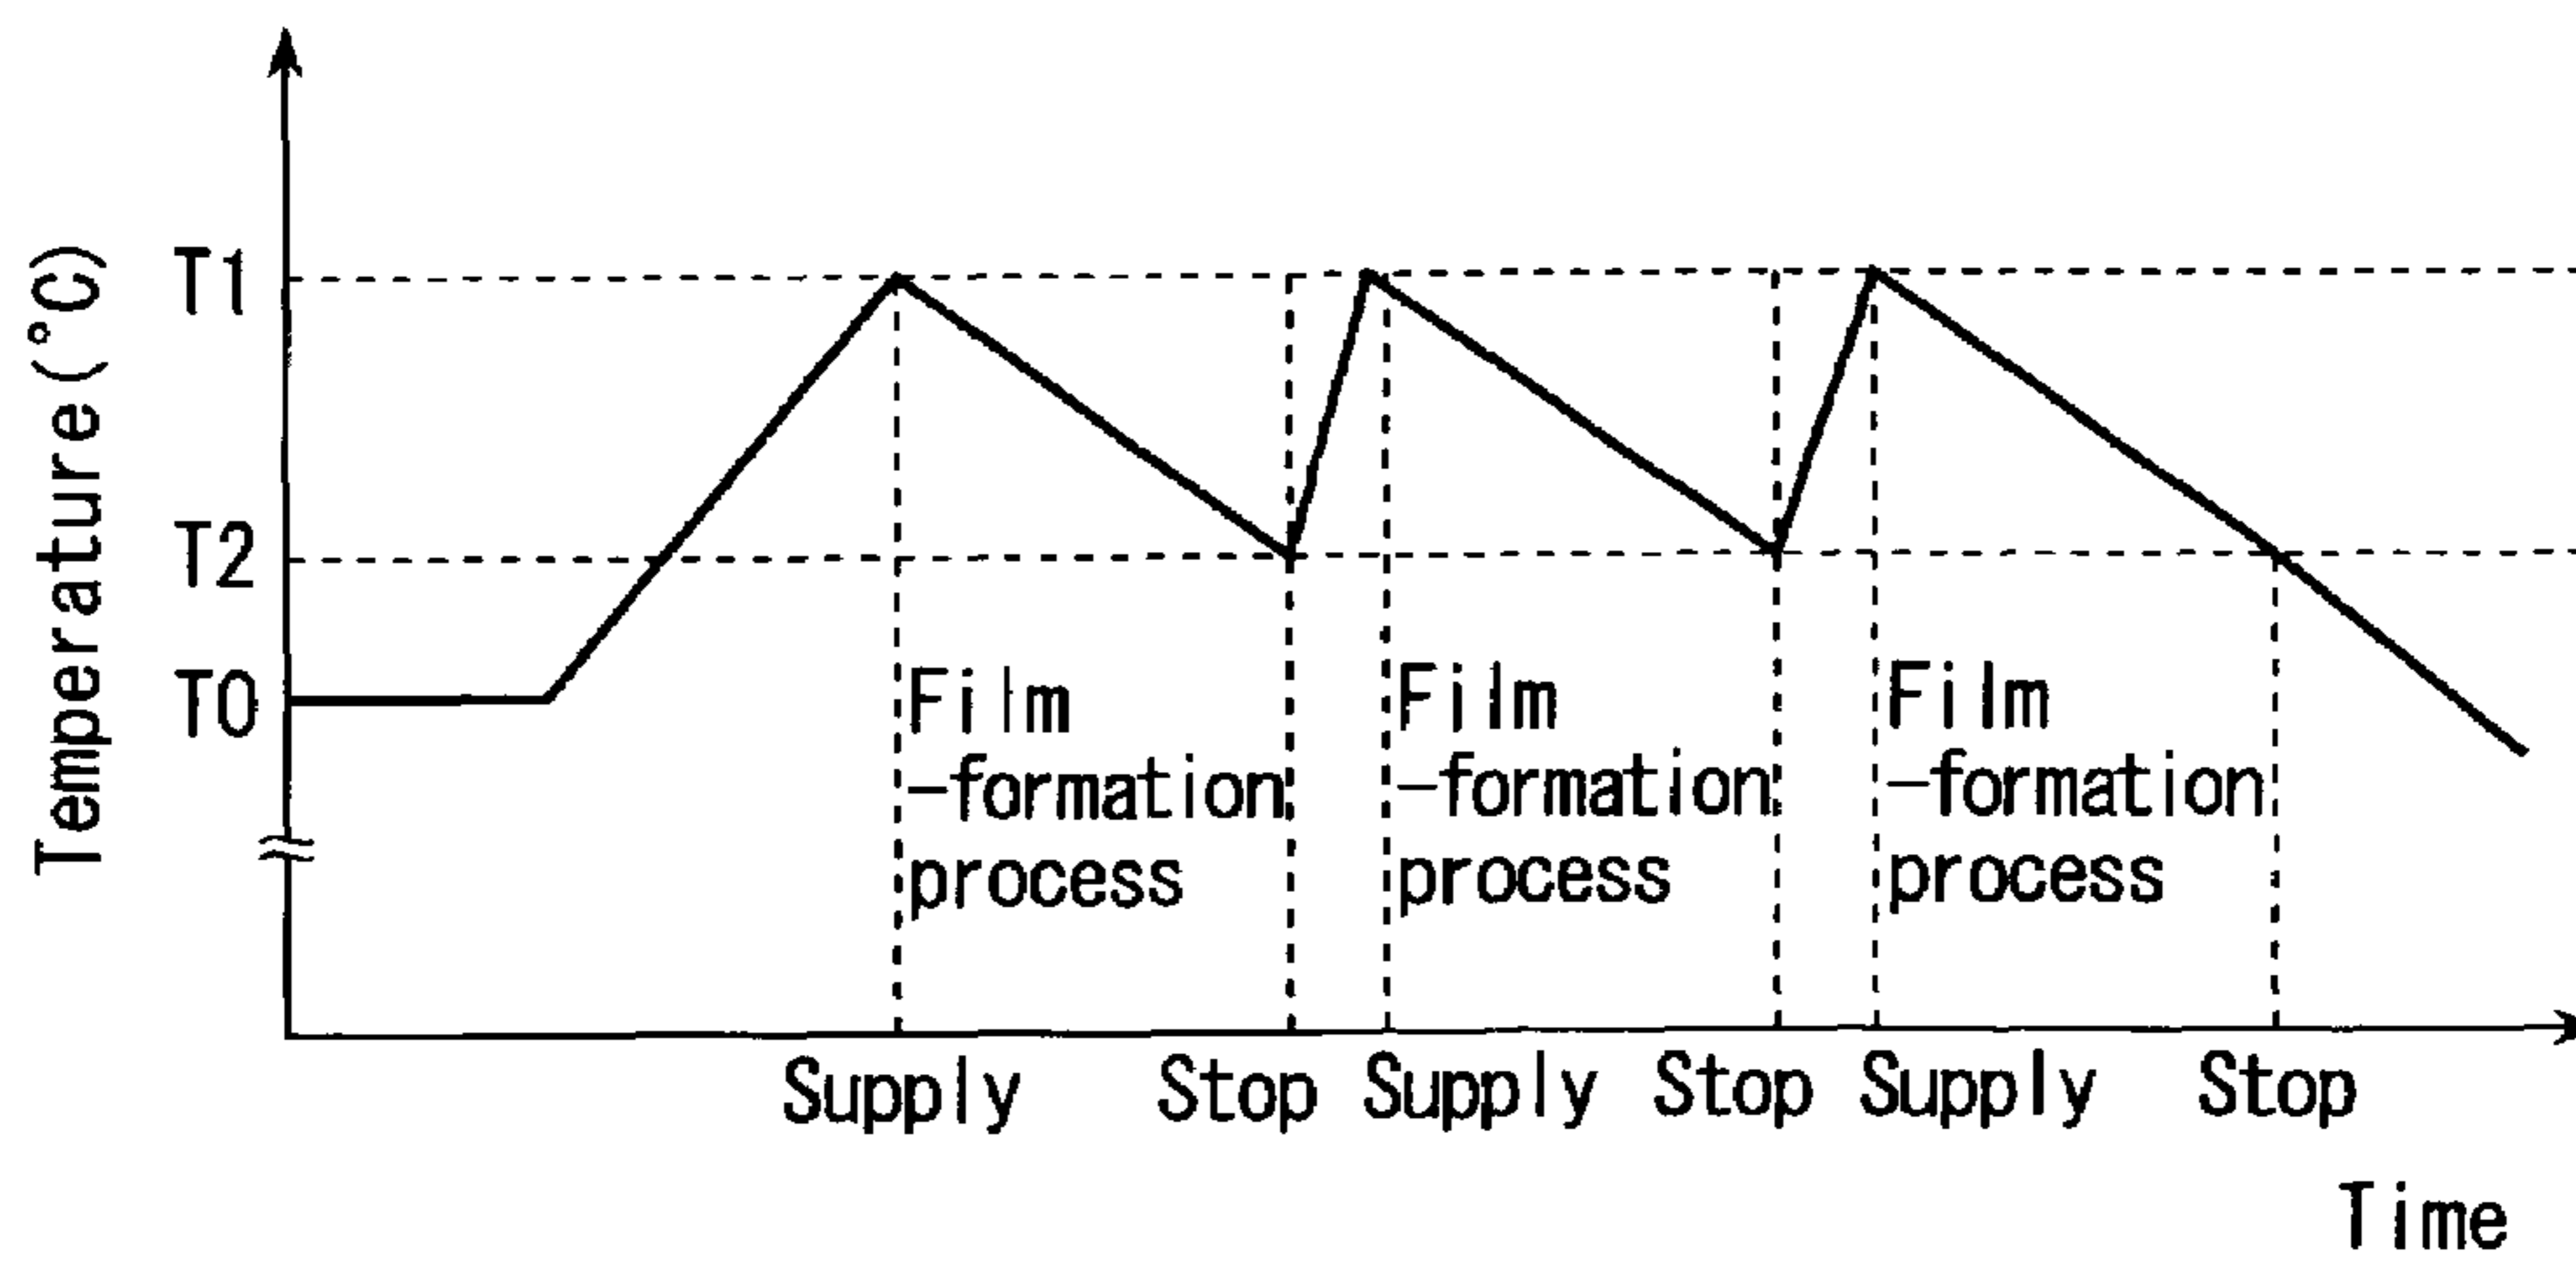 Temperature(°C)
T1
T2
T0
Film
-formation
process
Film
-formation
process
Film
-formation
process
Supply
Stop
Supply
Stop
Supply
Stop
Time